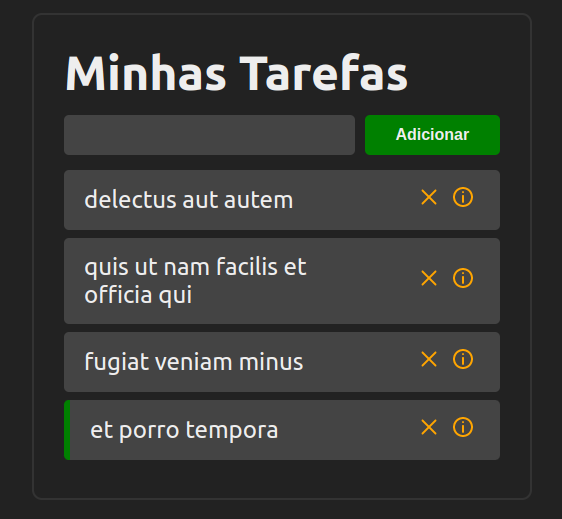 Minhas Tarefas
Adicionar
delectus aut autem
quis ut nam facilis et
officia qui
fugiat veniam minus
et porro tempora